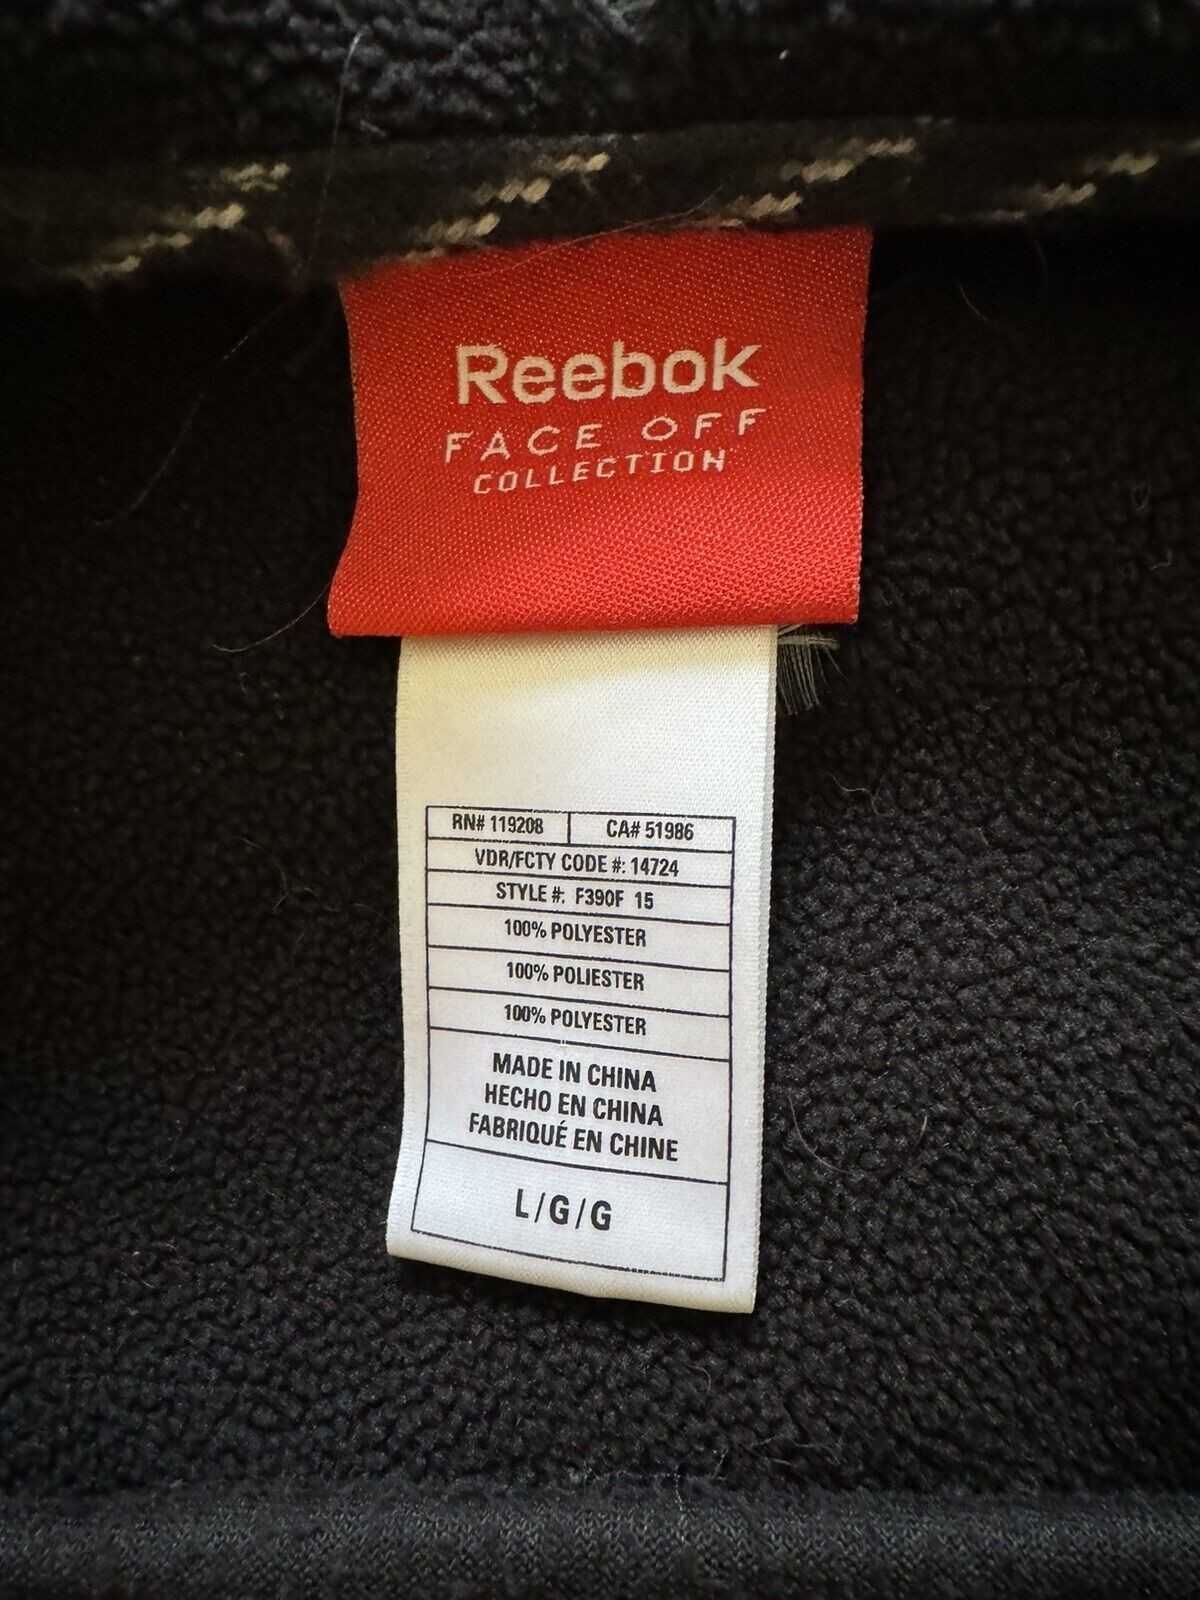 Reebok
FACE OFF
COLLECTION
RN# 119208 CA# 51986
VDR/FCTY CODE #: 14724
STYLE #: F390F 15
100% POLYESTER
100% POLIESTER
100% POLYESTER
MADE IN CHINA
HECHO EN CHINA
FABRIQUÉ EN CHINE
L/G/G